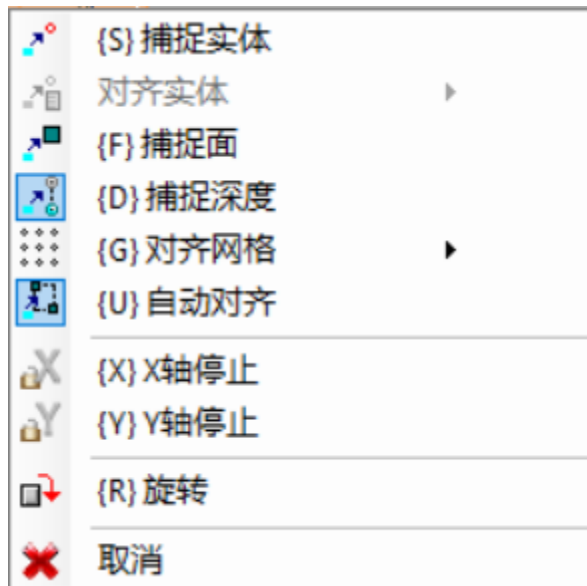 {S} 捕捉实体
对齐实体
{F} 捕捉面
{D} 捕捉深度
{G} 对齐网格
{U} 自动对齐
{X} X轴停止
{Y} Y轴停止
{R} 旋转
取消